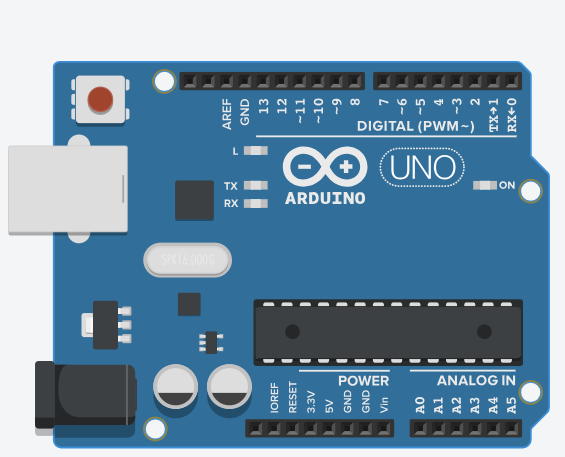 AREF
GND
13
12
~11
~10
~9
8
7
~6
~5
4
~3
2
TX→1
RX←0
DIGITAL (PWM~)
L
TX
RX
ARDUINO
UNO
ON
SPK16.000G
POWER
ANALOG IN
IOREF
RESET
3.3V
5V
GND
GND
Vin
A0
A1
A2
A3
A4
A5